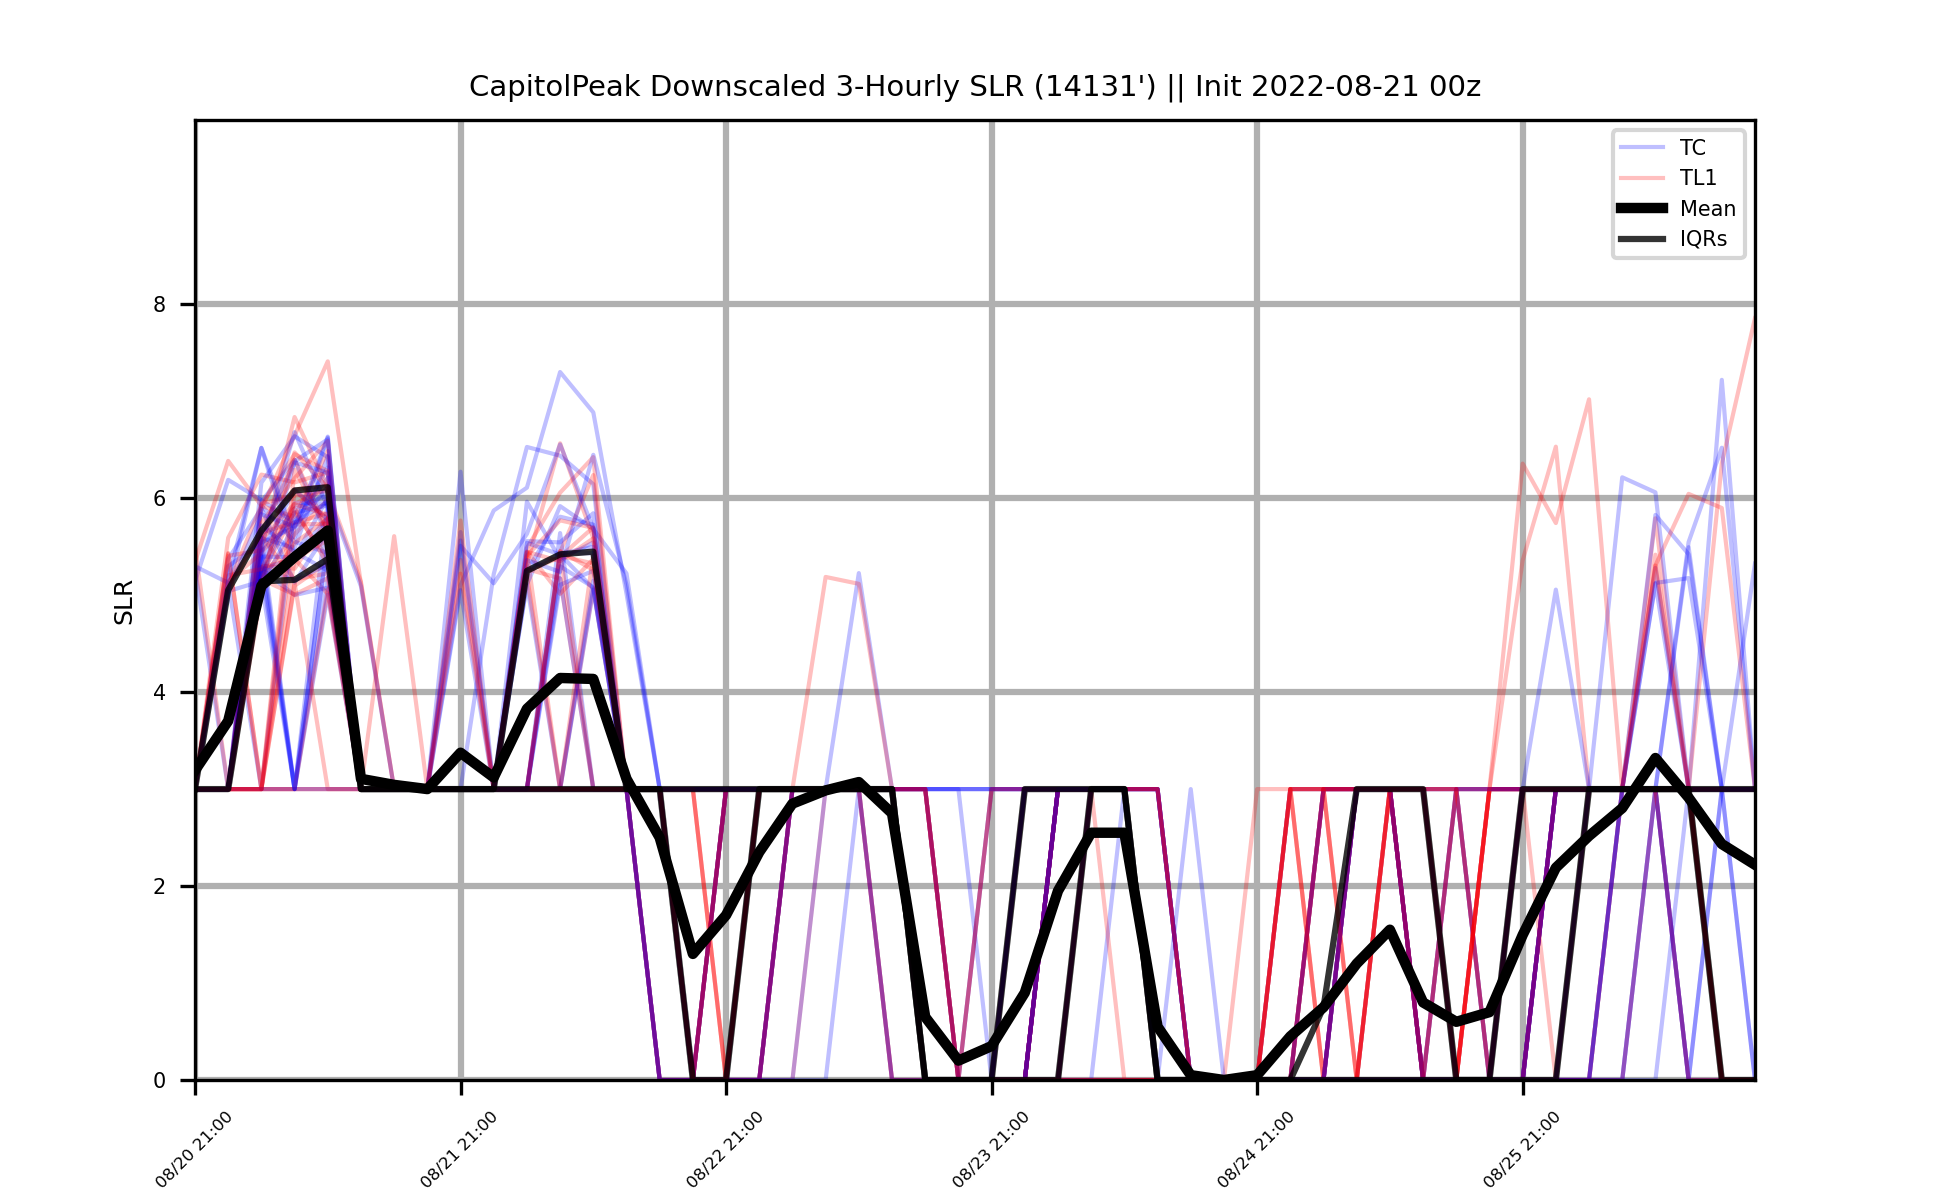 CapitolPeak Downscaled 3-Hourly SLR (14131') || Init 2022-08-21 00z
TC
TL1
Mean
IQRs
8
6
4
2
0
SLR
08/20 21:00
08/21 21:00
08/22 21:00
08/23 21:00
08/24 21:00
08/25 21:00